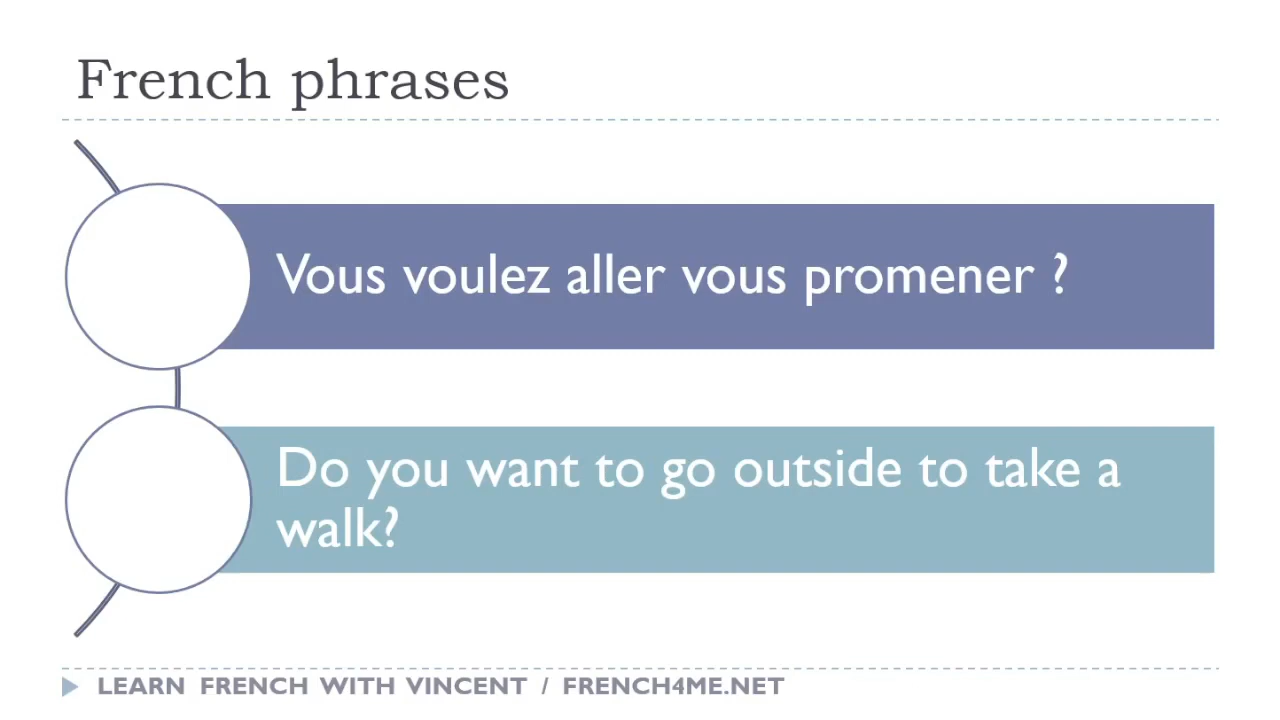 French phrases
Vous voulez aller vous promener ?
Do you want to go outside to take a
walk?
LEARN FRENCH WITH VINCENT / FRENCH4ME.NET